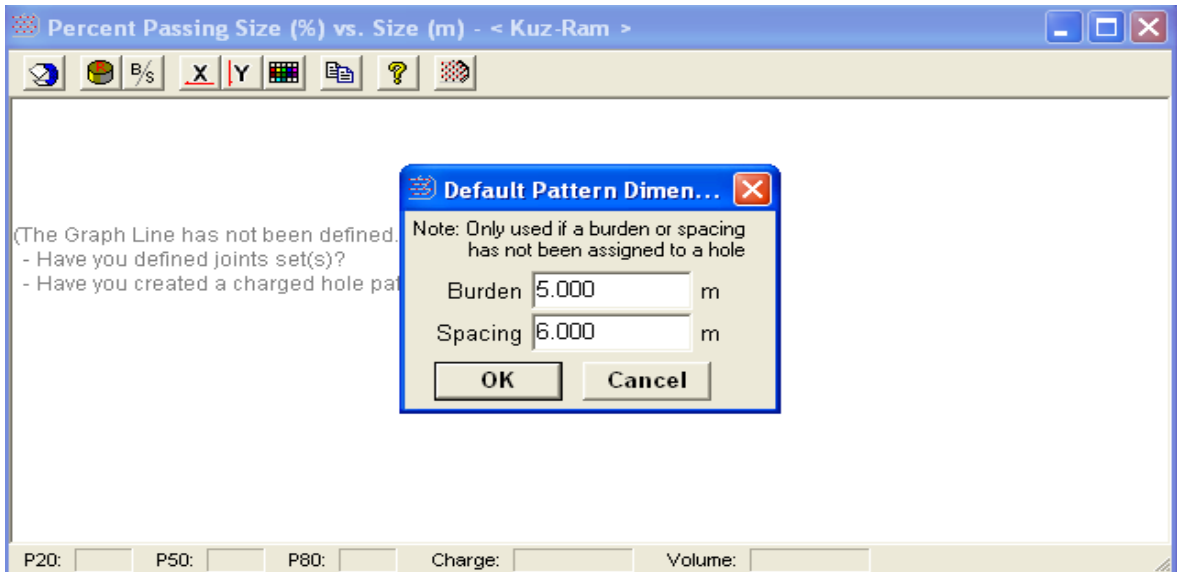 Percent Passing Size (%) vs. Size (m) - < Kuz-Ram >
B/s X Y ?
Default Pattern Dimen...
Note: Only used if a burden or spacing
has not been assigned to a hole
(The Graph Line has not been defined.
- Have you defined joints set(s)?
- Have you created a charged hole pat
Burden 5.000 m
Spacing 6.000 m
OK Cancel
P20: P50: P80: Charge: Volume: